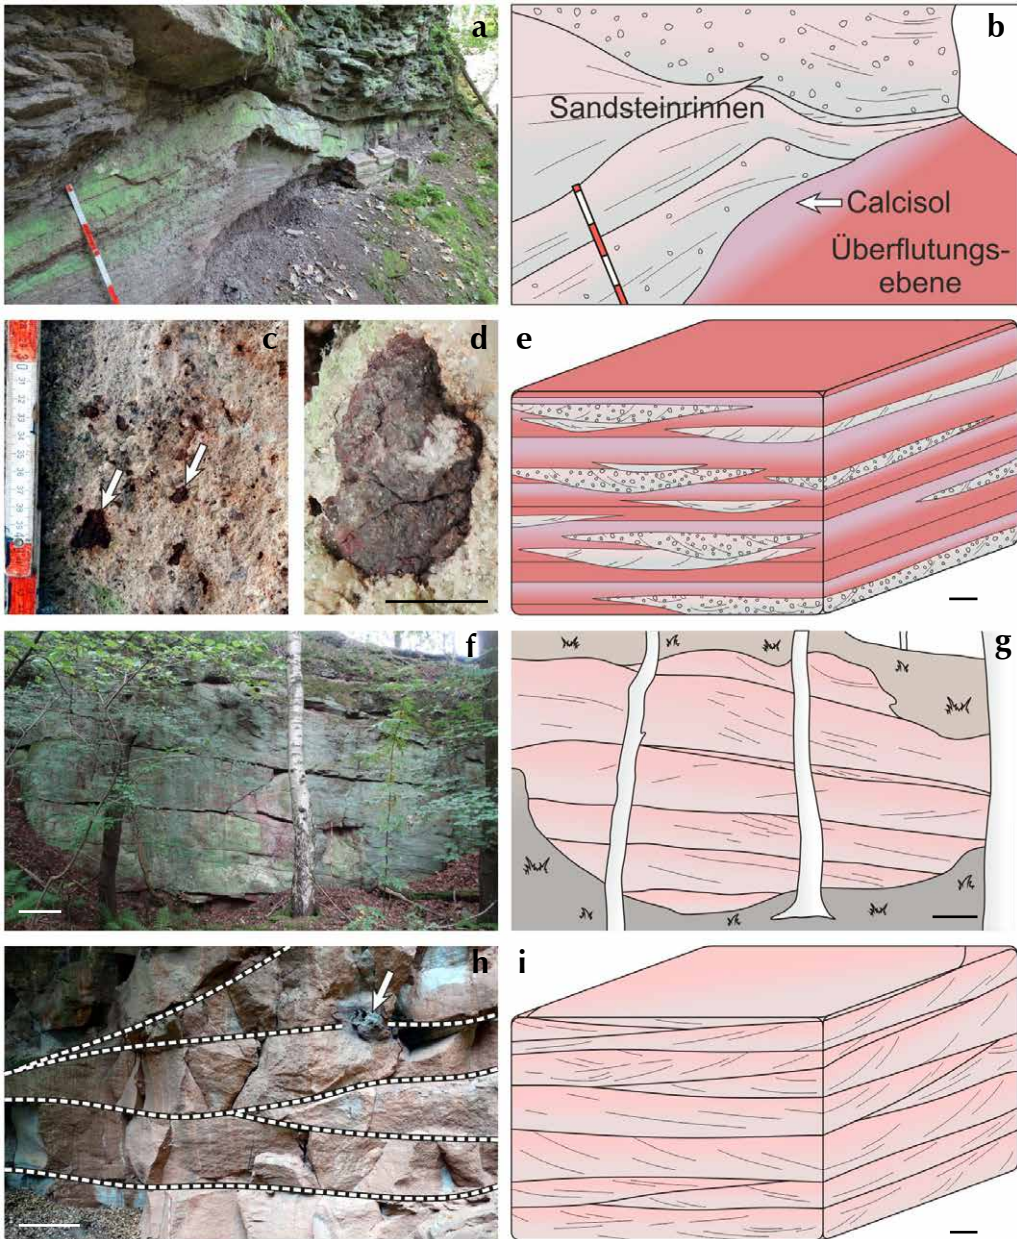 a
b
Sandsteinrinnen
Calcisol
Überflutungs-
ebene
c
d
e
f
g
h
i